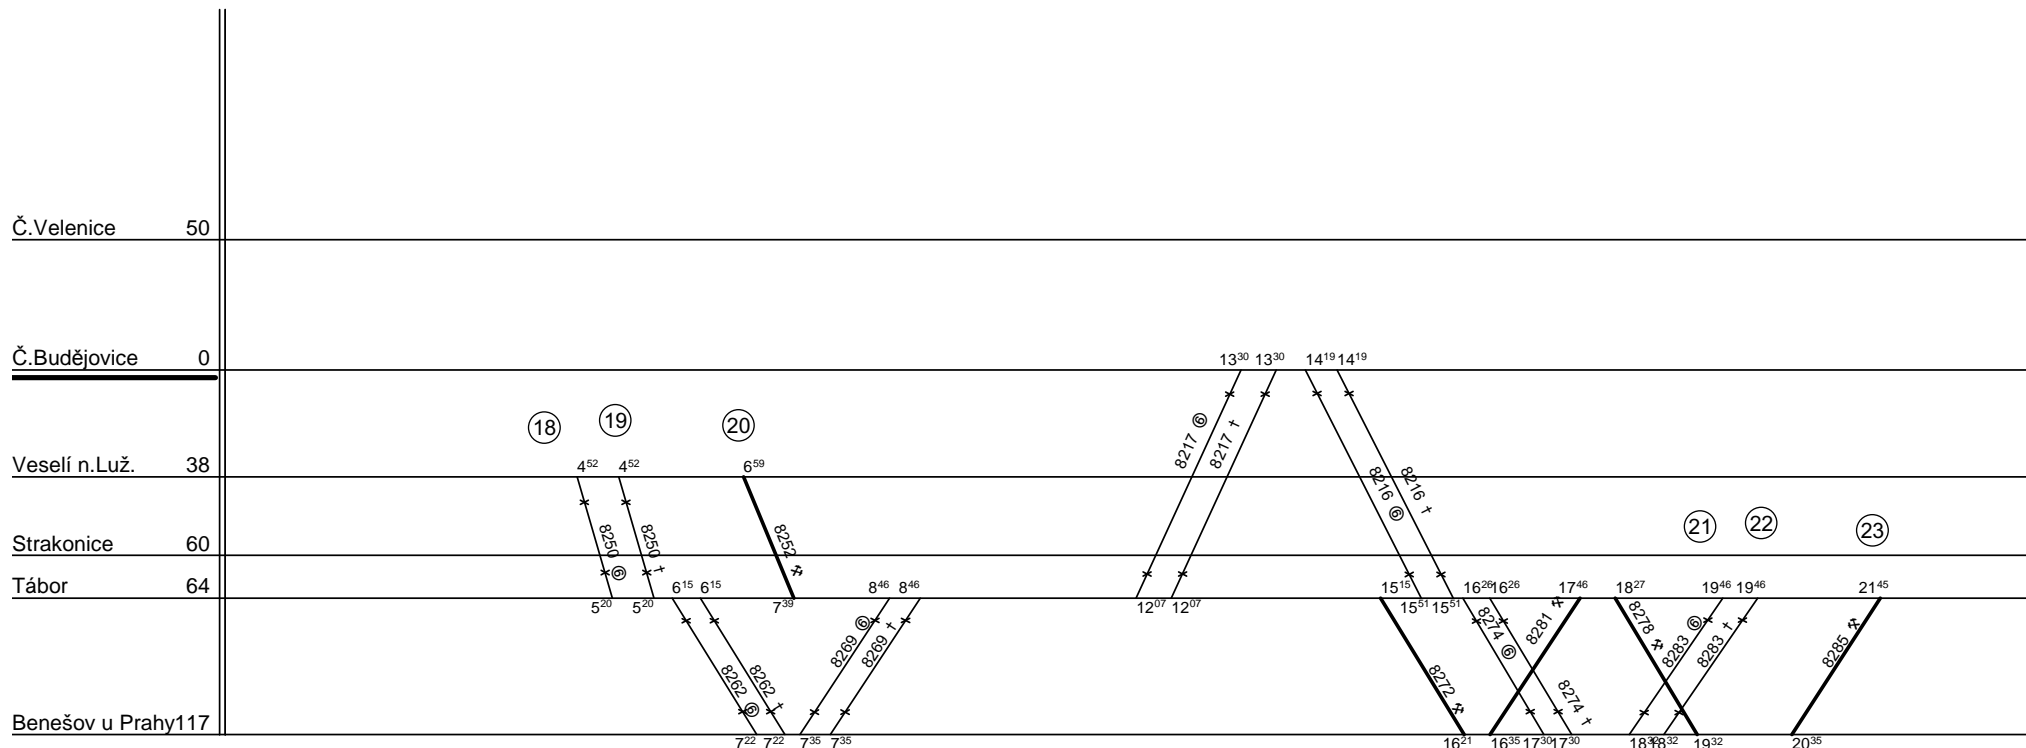 Č.Velenice 50
Č.Budějovice 0
13³⁰ 13³⁰ 14¹⁹ 14¹⁹
18 19 20
8217 ⑥ 8217 † 8216 ⑥ 8216 †
Veselí n.Luž. 38
4⁵² 4⁵² 6⁵⁹
21 22 23
8250 ⑥ 8250 † 8252 ⚒
Strakonice 60
Tábor 64
6¹⁵ 6¹⁵ 8⁴⁶ 8⁴⁶ 15¹⁵ 16²⁶ 16²⁶ 17⁴⁶ 18²⁷ 19⁴⁶ 19⁴⁶ 21⁴⁵
5²⁰ 5²⁰ 7³⁹ 12⁰⁷ 12⁰⁷ 15⁵¹ 15⁵¹
8262 ⑥ 8262 † 8269 ⑥ 8269 † 8272 ⚒ 8274 ⑥ 8281 ⚒ 8274 † 8278 ⚒ 8283 ⑥ 8283 † 8285 ⚒
Benešov u Prahy 117
7²² 7²² 7³⁵ 7³⁵ 16²¹ 16³⁵ 17³⁰ 17³⁰ 18³² 18³² 19³² 20³⁵